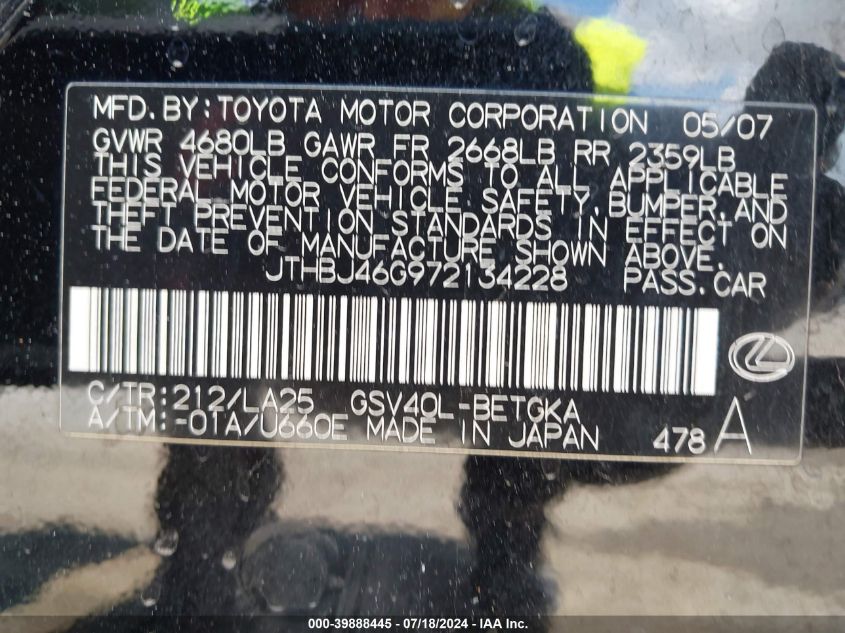 MFD.BY:TOYOTA MOTOR CORPORATION 05/07
GVWR 4680LB GAWR FR 2668LB RR 2359LB
THIS VEHICLE CONFORMS TO ALL APPLICABLE
FEDERAL MOTOR VEHICLE SAFETY,BUMPER,AND
THEFT PREVENTION STANDARDS IN EFFECT ON
THE DATE OF MANUFACTURE SHOWN ABOVE.
JTHBJ46G972134228 PASS.CAR
C/TR:212/LA25 GSV40L-BETGKA
A/TM:-01A/U660E MADE IN JAPAN 478 A
000-39888445 - 07/18/2024 - IAA Inc.